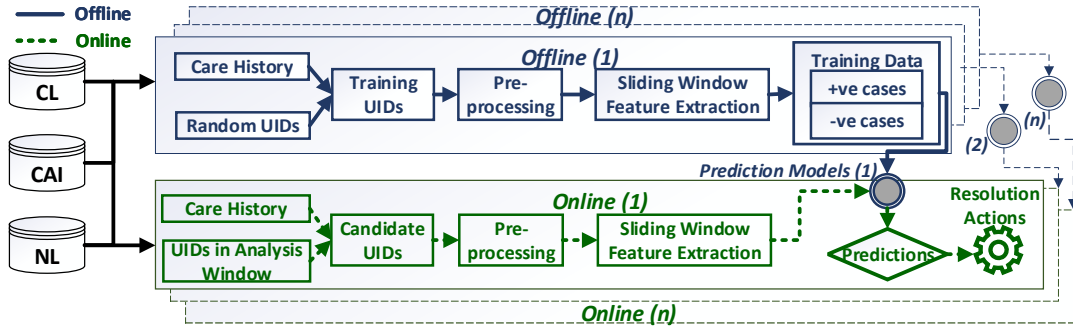 Offline
Online
Offline (n)
Offline (1)
CL
CAI
NL
Care History
Random UIDs
Training
UIDs
Pre-
processing
Sliding Window
Feature Extraction
Training Data
+ve cases
-ve cases
(n)
(2)
Prediction Models (1)
Online (1)
Care History
UIDs in Analysis
Window
Candidate
UIDs
Pre-
processing
Sliding Window
Feature Extraction
Predictions
Resolution
Actions
Online (n)